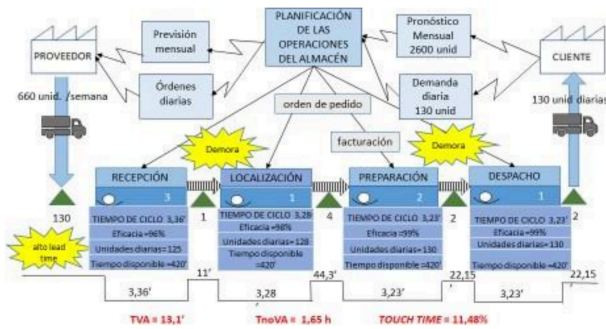 PLANIFICACIÓN
DE LAS
OPERACIONES
DEL ALMACÉN
PROVEEDOR
Previsión
mensual
Pronóstico
Mensual
2600 unid
CLIENTE
Órdenes
diarias
Demanda
diaria
130 unid
660 unid. /semana
130 unid diarias
orden de pedido
facturación
Demora
Demora
RECEPCIÓN
3
LOCALIZACIÓN
1
PREPARACIÓN
2
DESPACHO
1
130
1
4
2
2
TIEMPO DE CICLO 3,36'
Eficacia =96%
Unidades diarias=125
Tiempo disponible =420'
TIEMPO DE CICLO 3,28
Eficacia =98%
Unidades diarias=128
Tiempo disponible
=420'
TIEMPO DE CICLO 3,23'
Eficacia =99%
Unidades diarias=130
Tiempo disponible=420'
TIEMPO DE CICLO 3,23'
Eficacia =99%
Unidades diarias=130
Tiempo disponible=420'
alto lead
time
11'
44,3'
22,15
'
22,15
'
3,36'
3,28
'
3,23'
3,23'
TVA = 13,1'
TnoVA = 1,65 h
TOUCH TIME = 11,48%